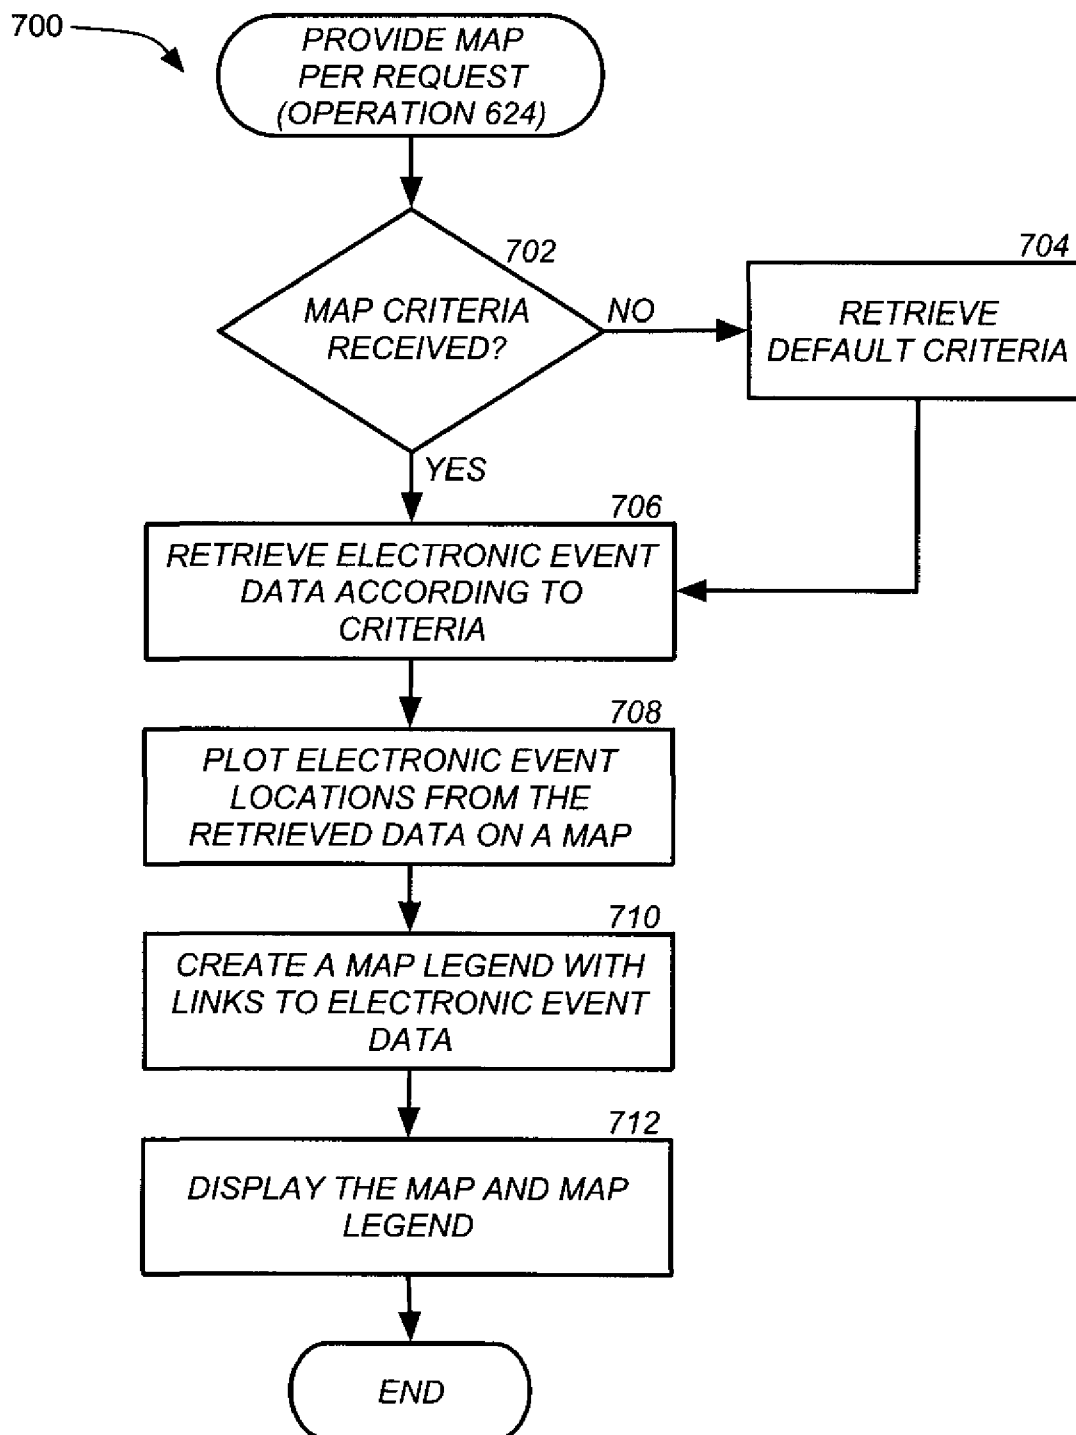 700
PROVIDE MAP
PER REQUEST
(OPERATION 624)
702
MAP CRITERIA
RECEIVED?
NO
704
RETRIEVE
DEFAULT CRITERIA
YES
706
RETRIEVE ELECTRONIC EVENT
DATA ACCORDING TO
CRITERIA
708
PLOT ELECTRONIC EVENT
LOCATIONS FROM THE
RETRIEVED DATA ON A MAP
710
CREATE A MAP LEGEND WITH
LINKS TO ELECTRONIC EVENT
DATA
712
DISPLAY THE MAP AND MAP
LEGEND
END